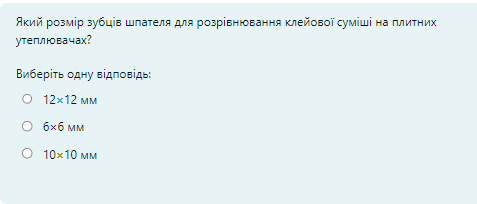 Який розмір зубців шпателя для розрівнювання клейової суміші на плитних
утеплювачах?
Виберіть одну відповідь:
12×12 мм
6×6 мм
10×10 мм